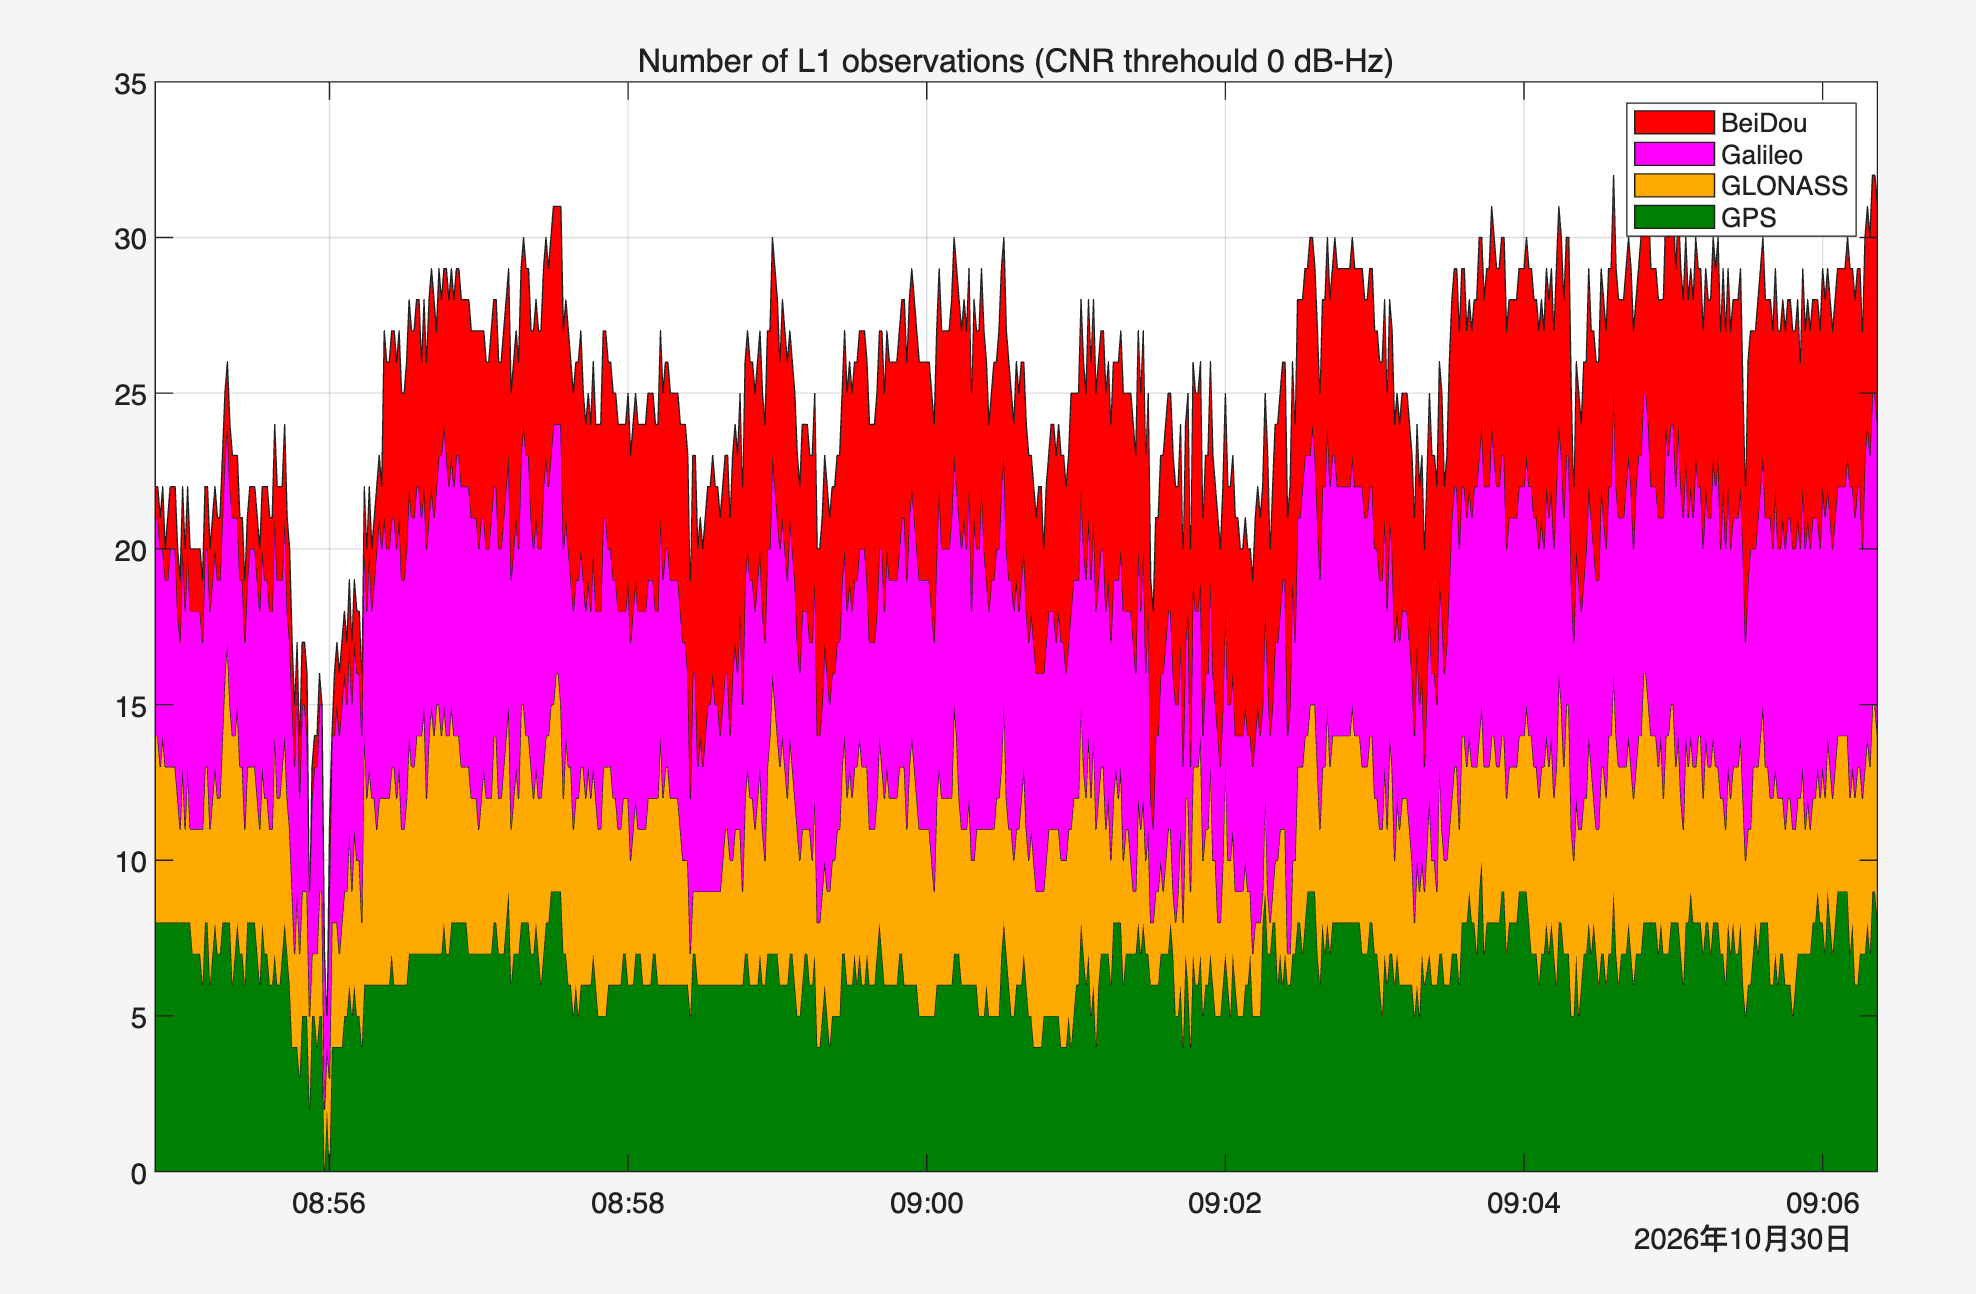 Number of L1 observations (CNR threhould 0 dB-Hz)
35
30
25
20
15
10
5
0
BeiDou
Galileo
GLONASS
GPS
08:56 08:58 09:00 09:02 09:04 09:06
2026年10月30日